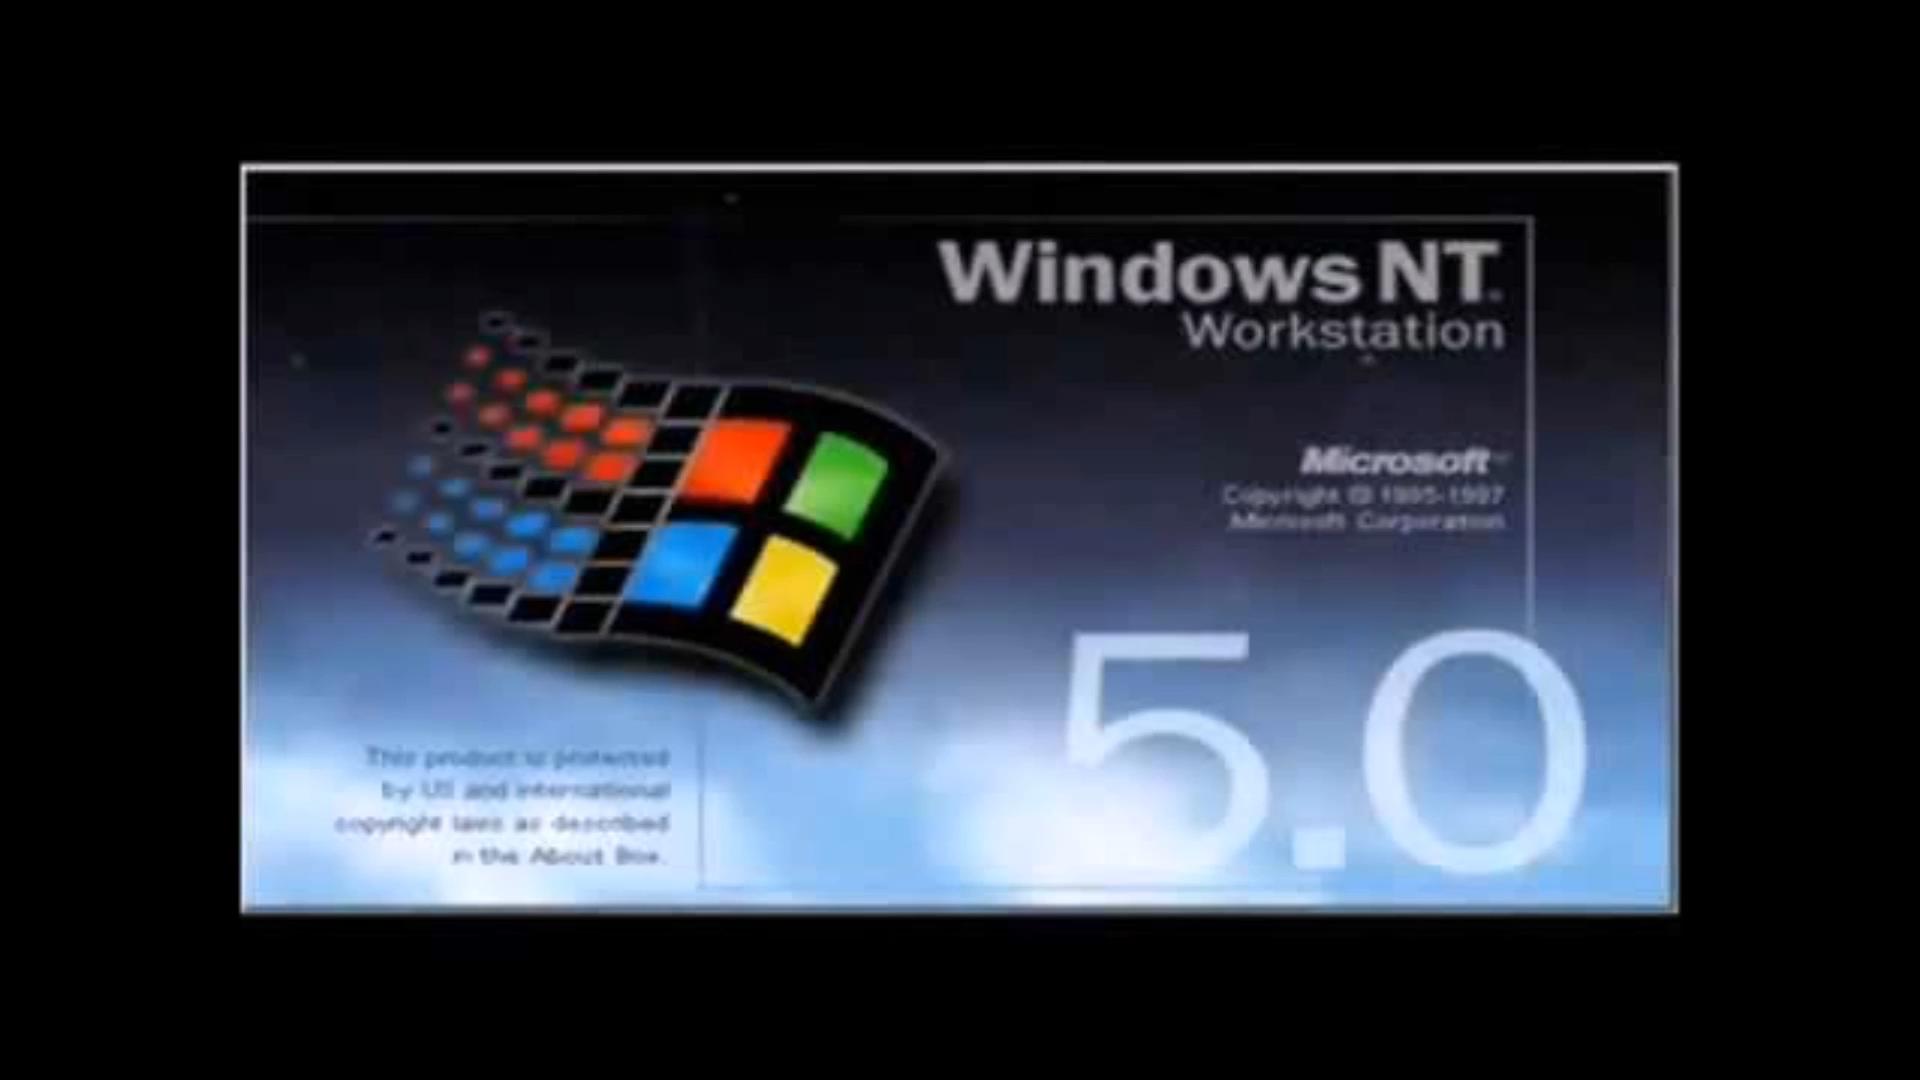 Windows NT
Workstation
Microsoft
Copyright © 1985-1997
Microsoft Corporation
5.0
This product is protected
by US and international
copyright laws as described
in the About Box.